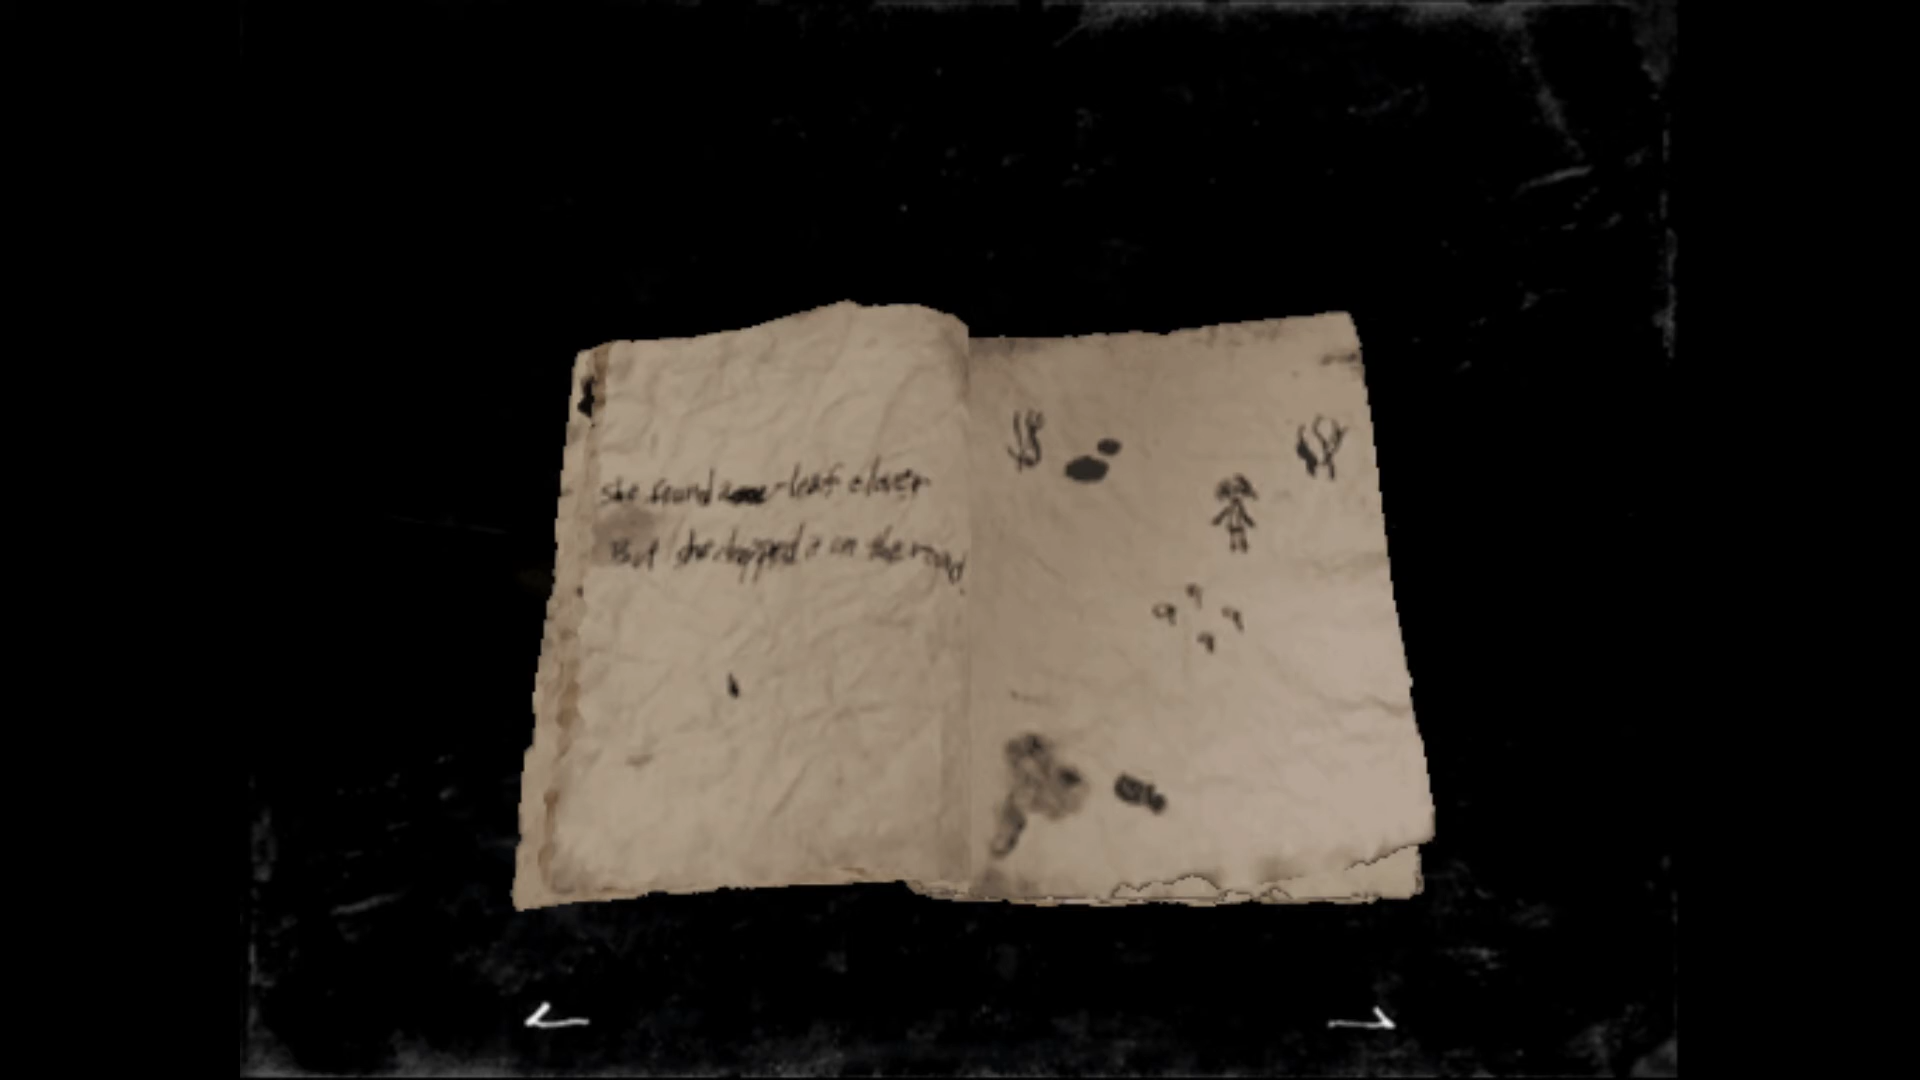 She found a -leaf clover
But she dropped it on the road